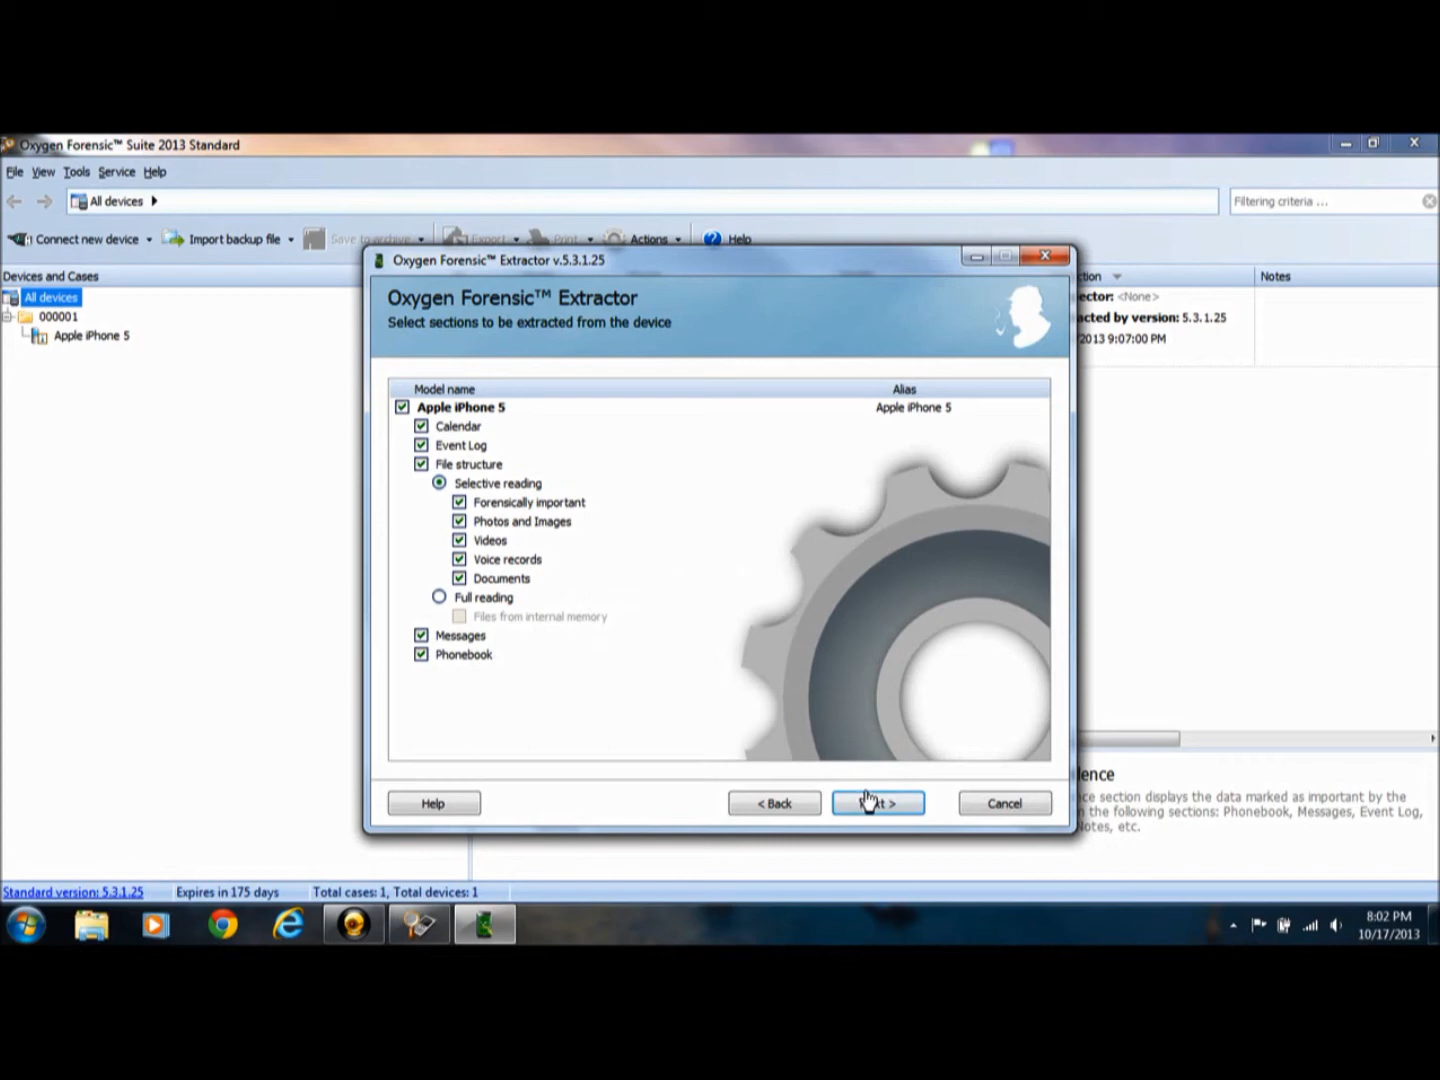 Oxygen Forensic™ Suite 2013 Standard
File View Tools Service Help
All devices
Filtering criteria ...
Connect new device Import backup file Save to archive Export Print Actions Help
Oxygen Forensic™ Extractor v.5.3.1.25
Devices and Cases
Notes
All devices
000001
Apple iPhone 5
Oxygen Forensic™ Extractor
Select sections to be extracted from the device
<None>
acted by version: 5.3.1.25
2013 9:07:00 PM
Model name Alias
Apple iPhone 5 Apple iPhone 5
Calendar
Event Log
File structure
Selective reading
Forensically important
Photos and Images
Videos
Voice records
Documents
Full reading
Files from internal memory
Messages
Phonebook
Help < Back Cancel
ence section displays the data marked as important by the
n the following sections: Phonebook, Messages, Event Log,
Notes, etc.
Standard version: 5.3.1.25 Expires in 175 days Total cases: 1, Total devices: 1
8:02 PM
10/17/2013